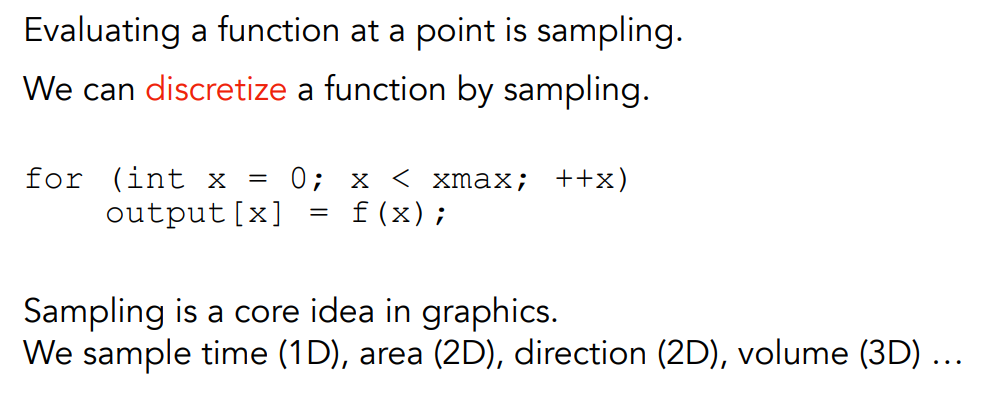 Evaluating a function at a point is sampling.
We can discretize a function by sampling.
for (int x = 0; x < xmax; ++x)
    output[x] = f(x);
Sampling is a core idea in graphics.
We sample time (1D), area (2D), direction (2D), volume (3D) …